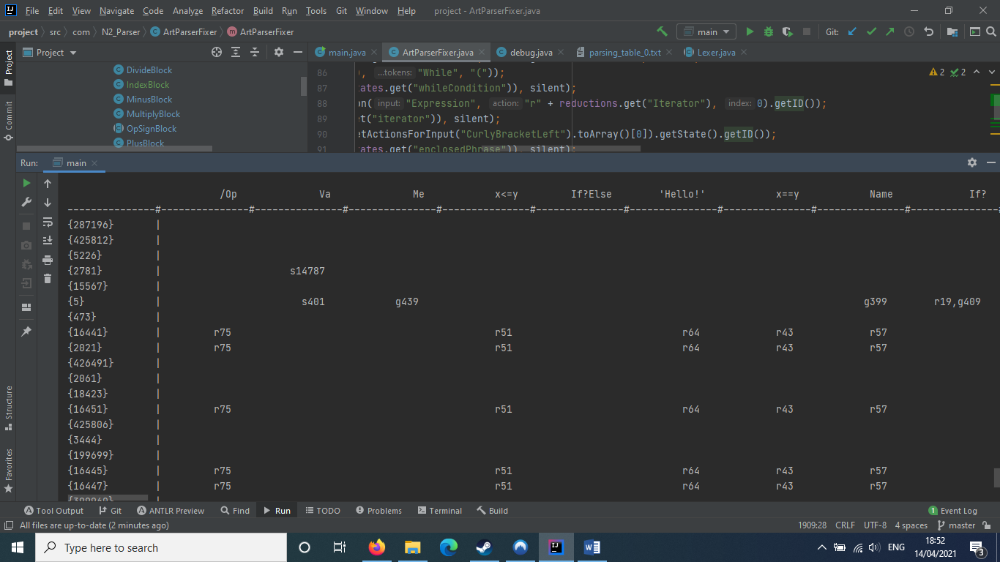 File Edit View Navigate Code Analyze Refactor Build Run Tools Git Window Help project - ArtParserFixer.java
project src com N2_Parser ArtParserFixer ArtParserFixer main Git:
Project
Project
main.java ArtParserFixer.java debug.java parsing_table_0.txt Lexer.java
DivideBlock
IndexBlock
MinusBlock
MultiplyBlock
OpSignBlock
PlusBlock
86 ), ...tokens: "While", "("));
87 ates.get("whileCondition")), silent);
88 on( input: "Expression", action: "r" + reductions.get("Iterator"), index: 0).getID());
89 et("iterator")), silent);
90 etActionsForInput("CurlyBracketLeft").toArray()[0]).getState().getID());
91 ates.get("enclosedPhrase")), silent);
2 2
Commit
Run: main
/Op Va Me x<=y If?Else 'Hello!' x==y Name If?
---------------#---------------#---------------#---------------#---------------#---------------#---------------#---------------#---------------#---------------#
{287196} |
{425812} |
{5226} |
{2781} | s14787
{15567} |
{5} | s401 g439 g399 r19,g409
{473} |
{16441} | r75 r51 r64 r43 r57
{2021} | r75 r51 r64 r43 r57
{426491} |
{2061} |
{18423} |
{16451} | r75 r51 r64 r43 r57
{425806} |
{3444} |
{199699} |
{16445} | r75 r51 r64 r43 r57
{16447} | r75 r51 r64 r43 r57
Structure
Favorites
Tool Output Git ANTLR Preview Find Run TODO Problems Terminal Build 1 Event Log
All files are up-to-date (2 minutes ago) 1909:28 CRLF UTF-8 4 spaces master
Type here to search ENG 18:52
14/04/2021 3